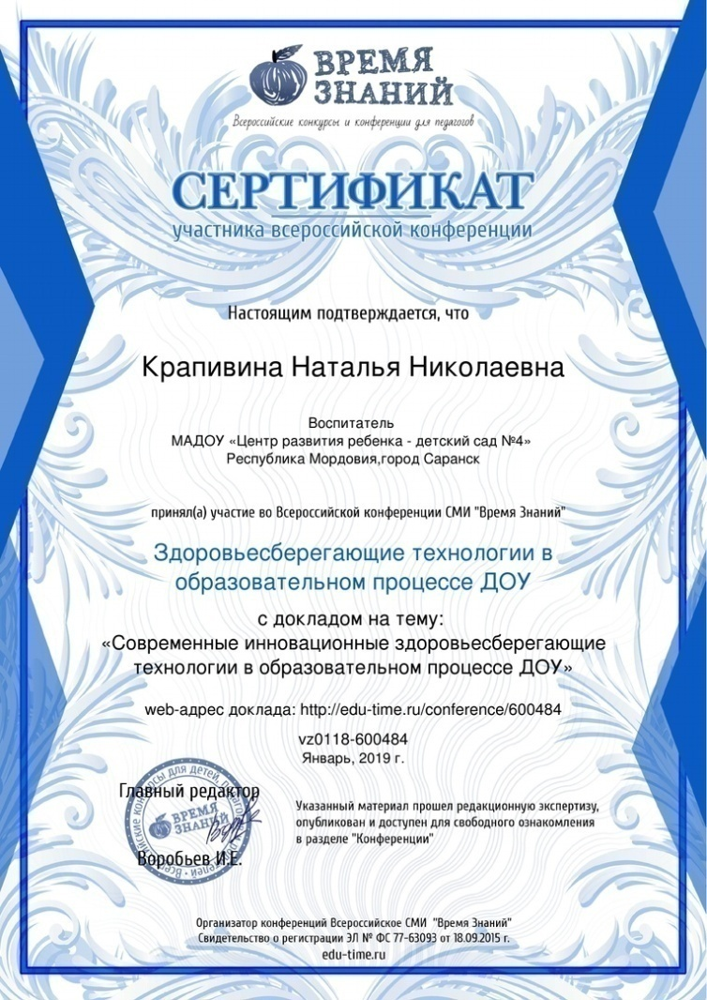 ВРЕМЯ
ЗНАНИЙ
Всероссийские конкурсы и конференции для педагогов
СЕРТИФИКАТ
участника всероссийской конференции
Настоящим подтверждается, что
Крапивина Наталья Николаевна
Воспитатель
МАДОУ «Центр развития ребенка - детский сад №4»
Республика Мордовия,город Саранск
принял(а) участие во Всероссийской конференции СМИ "Время Знаний"
Здоровьесберегающие технологии в
образовательном процессе ДОУ
с докладом на тему:
«Современные инновационные здоровьесберегающие
технологии в образовательном процессе ДОУ»
web-адрес доклада: http://edu-time.ru/conference/600484
vz0118-600484
Январь, 2019 г.
Главный редактор
ВРЕМЯ
ЗНАНИЙ
Воробьев И.Е.
Указанный материал прошел редакционную экспертизу,
опубликован и доступен для свободного ознакомления
в разделе "Конференции"
Организатор конференций Всероссийское СМИ "Время Знаний"
Свидетельство о регистрации ЭЛ № ФС 77-63093 от 18.09.2015 г.
edu-time.ru